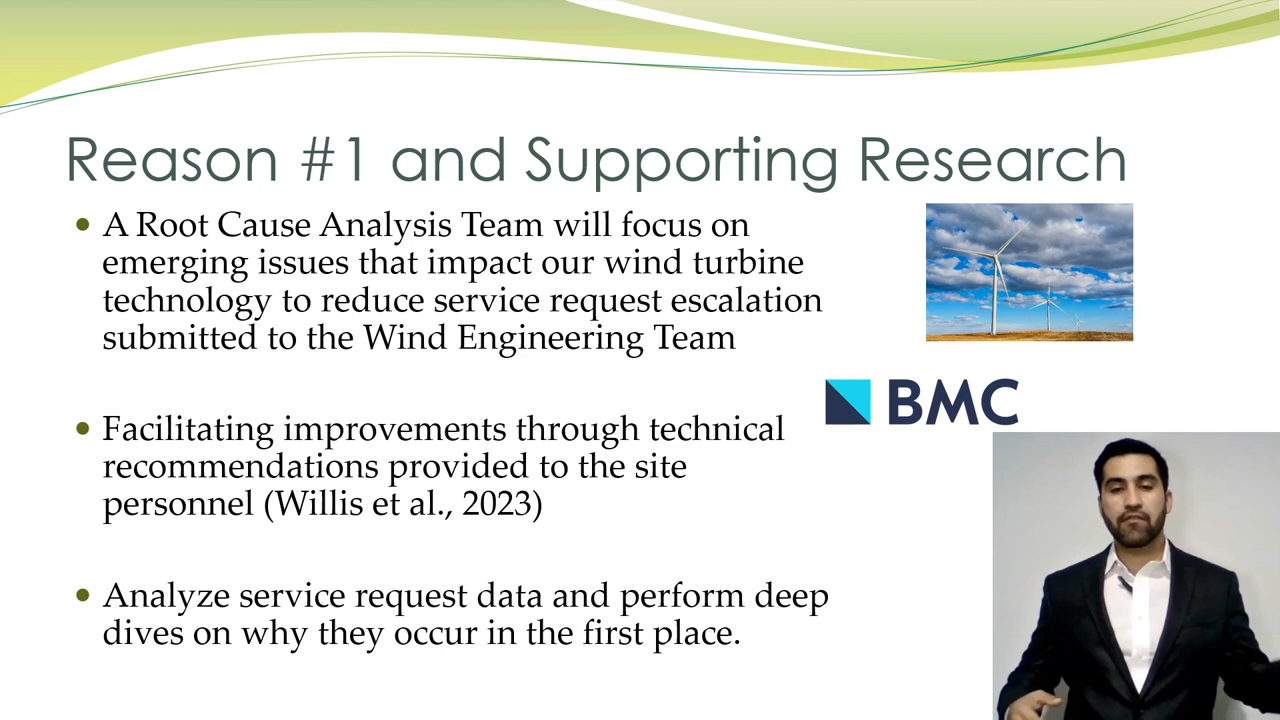 Reason #1 and Supporting Research
• A Root Cause Analysis Team will focus on
emerging issues that impact our wind turbine
technology to reduce service request escalation
submitted to the Wind Engineering Team
BMC
• Facilitating improvements through technical
recommendations provided to the site
personnel (Willis et al., 2023)
• Analyze service request data and perform deep
dives on why they occur in the first place.